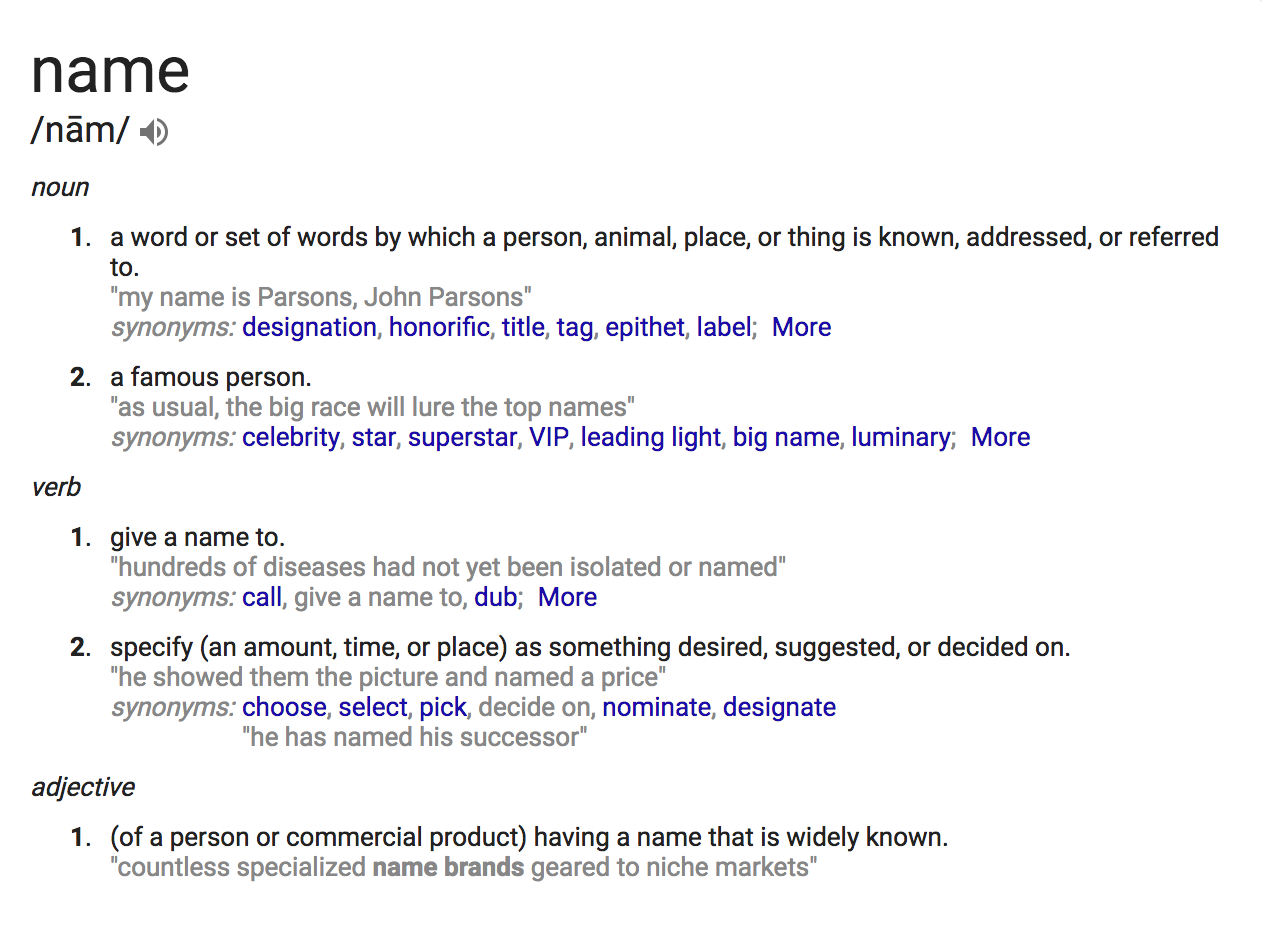 name
/nām/
noun
1. a word or set of words by which a person, animal, place, or thing is known, addressed, or referred
to.
"my name is Parsons, John Parsons"
synonyms: designation, honorific, title, tag, epithet, label; More
2. a famous person.
"as usual, the big race will lure the top names"
synonyms: celebrity, star, superstar, VIP, leading light, big name, luminary; More
verb
1. give a name to.
"hundreds of diseases had not yet been isolated or named"
synonyms: call, give a name to, dub; More
2. specify (an amount, time, or place) as something desired, suggested, or decided on.
"he showed them the picture and named a price"
synonyms: choose, select, pick, decide on, nominate, designate
"he has named his successor"
adjective
1. (of a person or commercial product) having a name that is widely known.
"countless specialized name brands geared to niche markets"